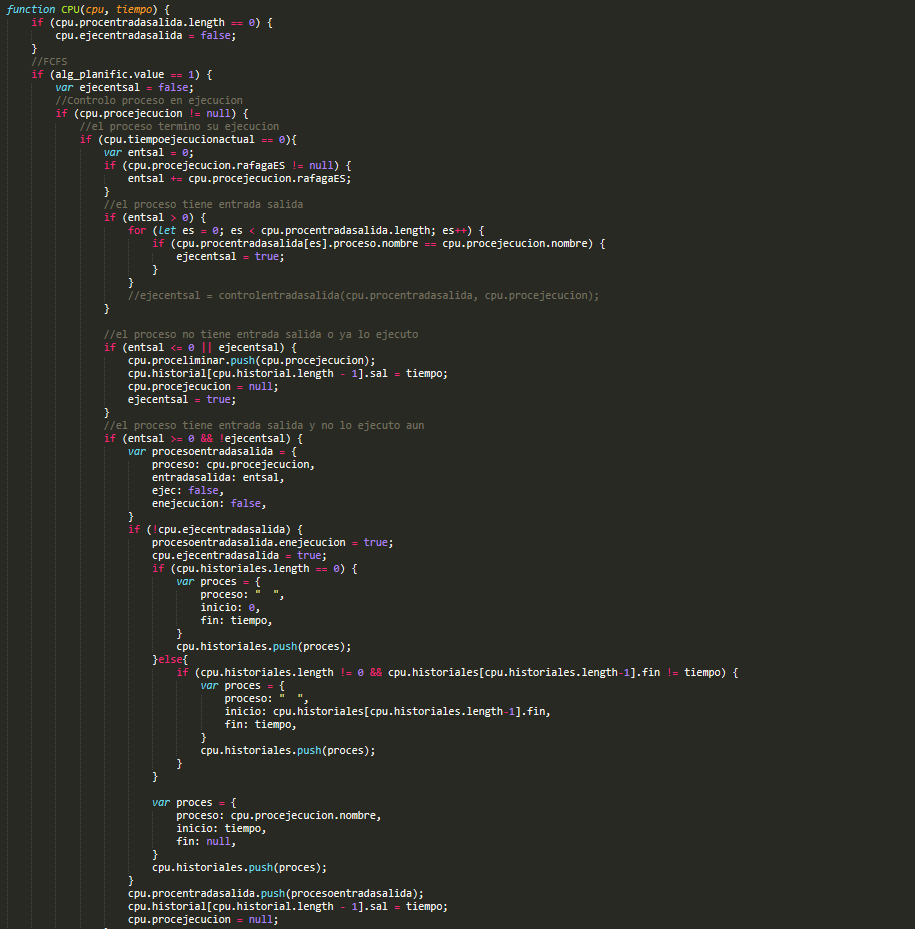 function CPU(cpu, tiempo) {
if (cpu.procentradasalida.length == 0) {
cpu.ejecentradasalida = false;
}
//FCFS
if (alg_planific.value == 1) {
var ejecentsal = false;
//Controlo proceso en ejecucion
if (cpu.procejecucion != null) {
//el proceso termino su ejecucion
if (cpu.tiempoejecucionactual == 0){
var entsal = 0;
if (cpu.procejecucion.rafagaES != null) {
entsal += cpu.procejecucion.rafagaES;
}
//el proceso tiene entrada salida
if (entsal > 0) {
for (let es = 0; es < cpu.procentradasalida.length; es++) {
if (cpu.procentradasalida[es].proceso.nombre == cpu.procejecucion.nombre) {
ejecentsal = true;
}
}
//ejecentsal = controlentradasalida(cpu.procentradasalida, cpu.procejecucion);
}
//el proceso no tiene entrada salida o ya lo ejecuto
if (entsal <= 0 || ejecentsal) {
cpu.proceliminar.push(cpu.procejecucion);
cpu.historial[cpu.historial.length - 1].sal = tiempo;
cpu.procejecucion = null;
ejecentsal = true;
}
//el proceso tiene entrada salida y no lo ejecuto aun
if (entsal >= 0 && !ejecentsal) {
var procesoentradasalida = {
proceso: cpu.procejecucion,
entradasalida: entsal,
ejec: false,
enejecucion: false,
}
if (!cpu.ejecentradasalida) {
procesoentradasalida.enejecucion = true;
cpu.ejecentradasalida = true;
if (cpu.historiales.length == 0) {
var proces = {
proceso: "  ",
inicio: 0,
fin: tiempo,
}
cpu.historiales.push(proces);
}else{
if (cpu.historiales.length != 0 && cpu.historiales[cpu.historiales.length-1].fin != tiempo) {
var proces = {
proceso: "  ",
inicio: cpu.historiales[cpu.historiales.length-1].fin,
fin: tiempo,
}
cpu.historiales.push(proces);
}
}
var proces = {
proceso: cpu.procejecucion.nombre,
inicio: tiempo,
fin: null,
}
cpu.historiales.push(proces);
}
cpu.procentradasalida.push(procesoentradasalida);
cpu.historial[cpu.historial.length - 1].sal = tiempo;
cpu.procejecucion = null;